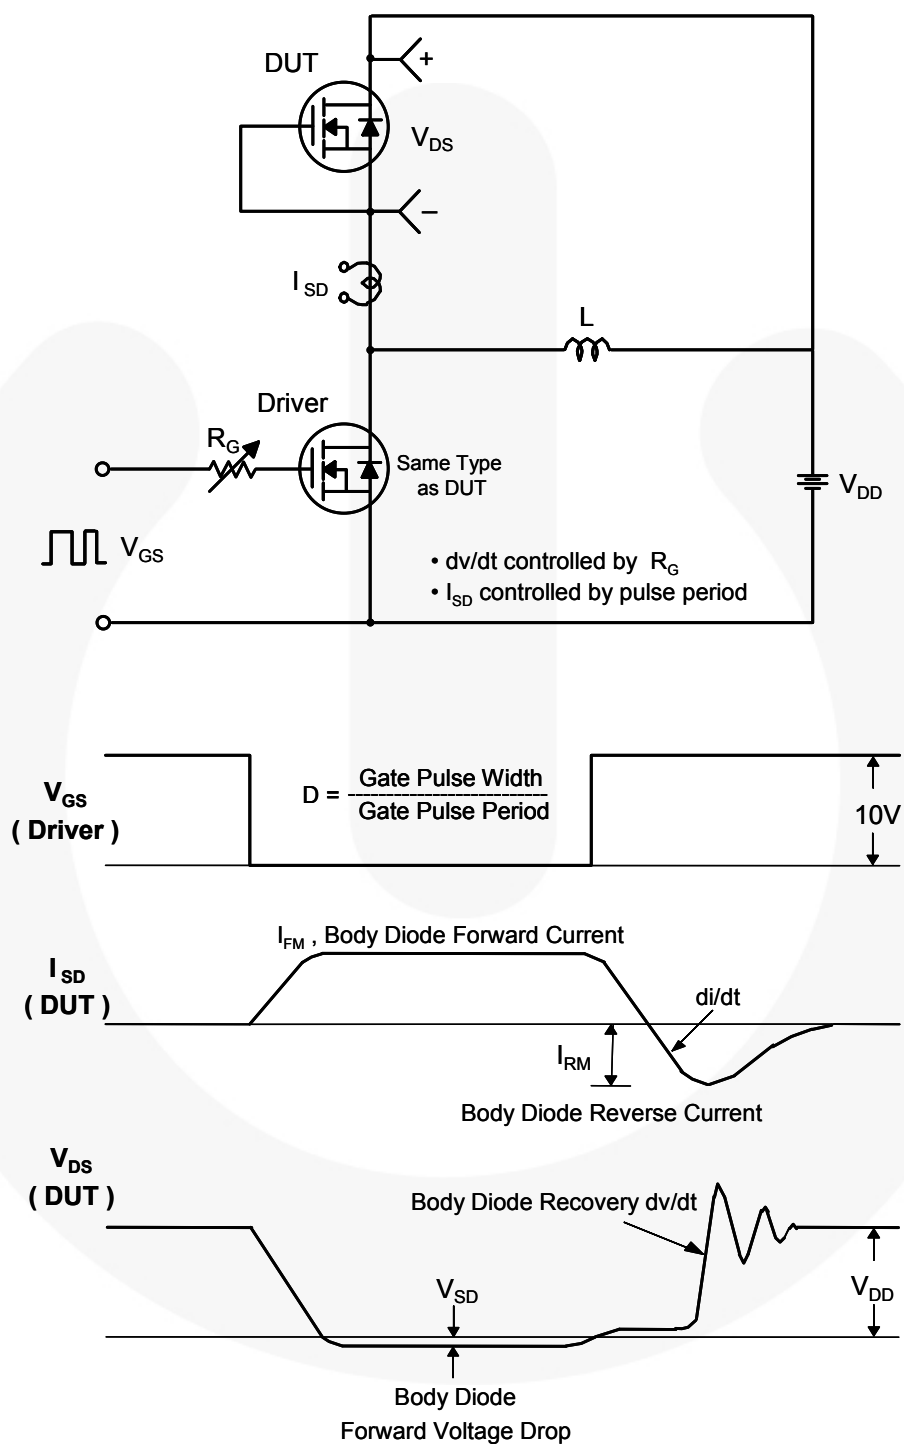 DUT
+
V_DS
−
I_SD
L
Driver
R_G
Same Type
as DUT
V_DD
V_GS
• dv/dt controlled by R_G
• I_SD controlled by pulse period
V_GS
( Driver )
D = Gate Pulse Width
Gate Pulse Period
10V
I_FM , Body Diode Forward Current
I_SD
( DUT )
di/dt
I_RM
Body Diode Reverse Current
V_DS
( DUT )
Body Diode Recovery dv/dt
V_SD
V_DD
Body Diode
Forward Voltage Drop